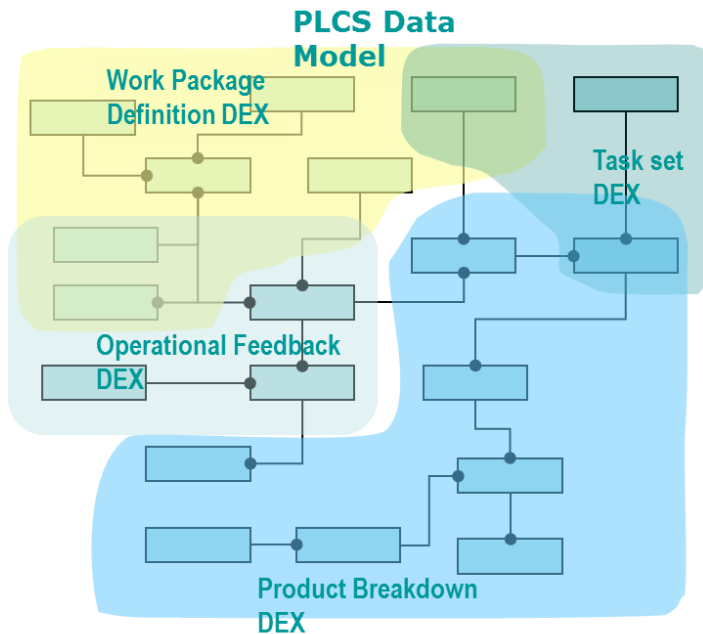 PLCS Data
Model
Work Package
Definition DEX
Task set
DEX
Operational Feedback
DEX
Product Breakdown
DEX